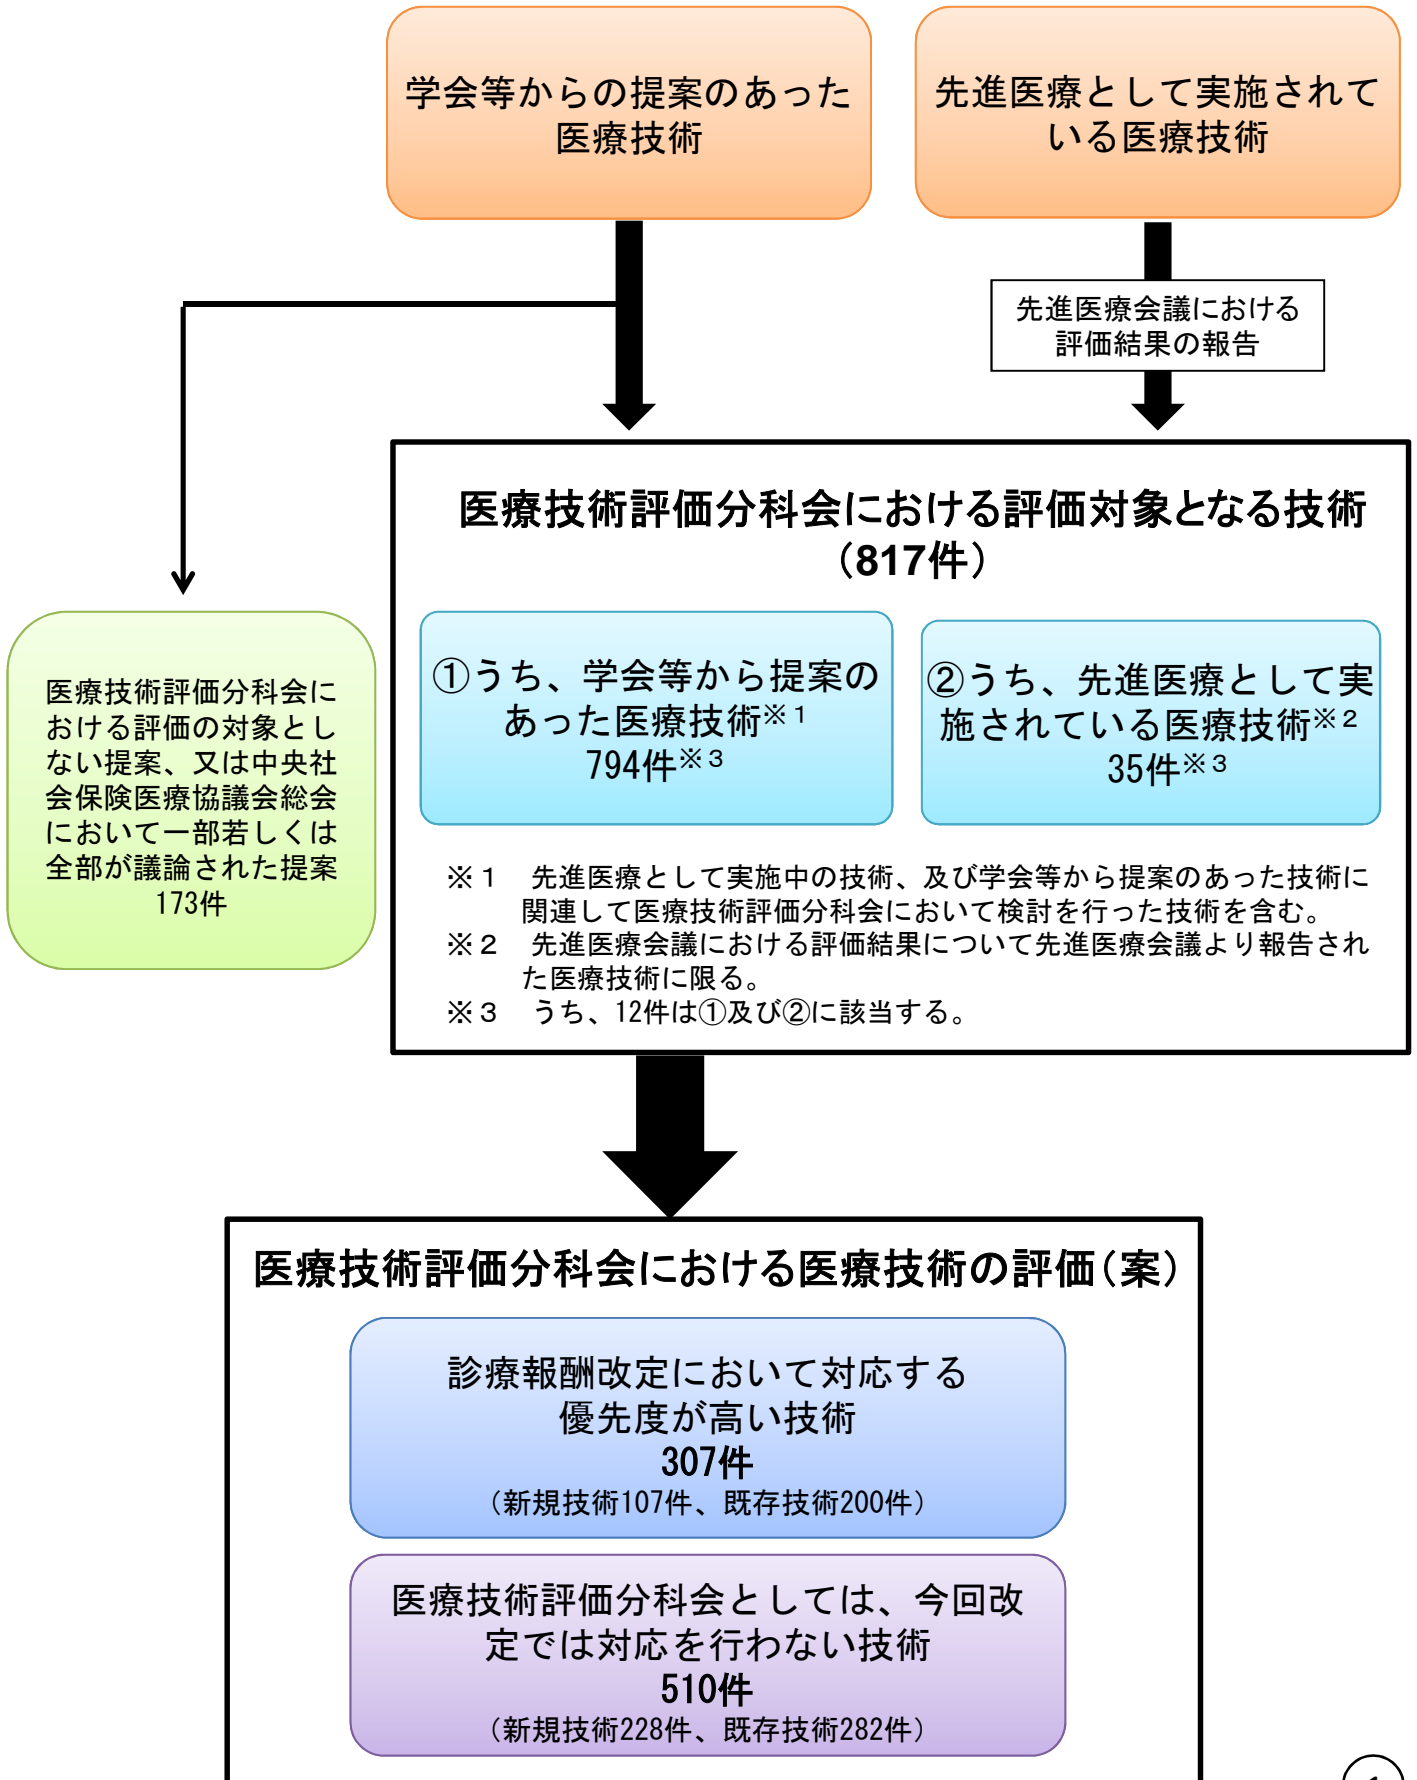 学会等からの提案のあった
医療技術
先進医療として実施されて
いる医療技術
先進医療会議における
評価結果の報告
医療技術評価分科会における評価対象となる技術
（817件）
①うち、学会等から提案の
あった医療技術※１
794件※３
②うち、先進医療として実
施されている医療技術※２
35件※３
※１　先進医療として実施中の技術、及び学会等から提案のあった技術に
関連して医療技術評価分科会において検討を行った技術を含む。
※２　先進医療会議における評価結果について先進医療会議より報告され
た医療技術に限る。
※３　うち、12件は①及び②に該当する。
医療技術評価分科会に
おける評価の対象とし
ない提案、又は中央社
会保険医療協議会総会
において一部若しくは
全部が議論された提案
173件
医療技術評価分科会における医療技術の評価（案）
診療報酬改定において対応する
優先度が高い技術
307件
（新規技術107件、既存技術200件）
医療技術評価分科会としては、今回改
定では対応を行わない技術
510件
（新規技術228件、既存技術282件）